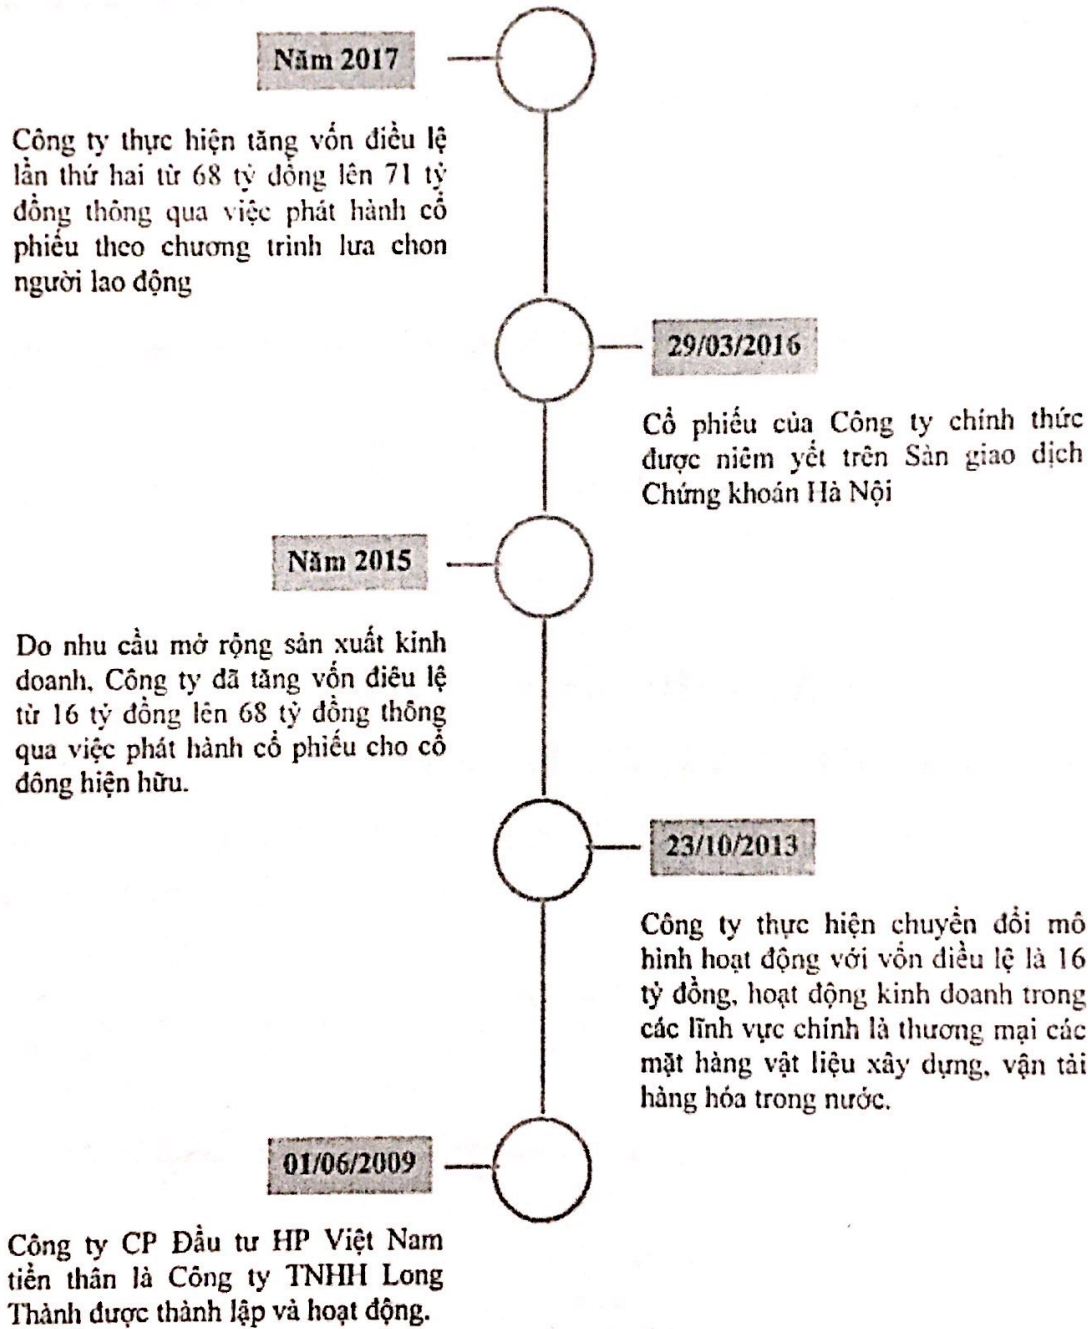 Năm 2017
Công ty thực hiện tăng vốn điều lệ
lần thứ hai từ 68 tỷ đồng lên 71 tỷ
đồng thông qua việc phát hành cổ
phiếu theo chương trình lưa chon
người lao động
29/03/2016
Cổ phiếu của Công ty chính thức
được niêm yết trên Sàn giao dịch
Chứng khoán Hà Nội
Năm 2015
Do nhu cầu mở rộng sản xuất kinh
doanh, Công ty đã tăng vốn điều lệ
từ 16 tỷ đồng lên 68 tỷ đồng thông
qua việc phát hành cổ phiếu cho cổ
đông hiện hữu.
23/10/2013
Công ty thực hiện chuyển đổi mô
hình hoạt động với vốn điều lệ là 16
tỷ đồng, hoạt động kinh doanh trong
các lĩnh vực chính là thương mại các
mặt hàng vật liệu xây dựng, vận tải
hàng hóa trong nước.
01/06/2009
Công ty CP Đầu tư HP Việt Nam
tiền thân là Công ty TNHH Long
Thành được thành lập và hoạt động.